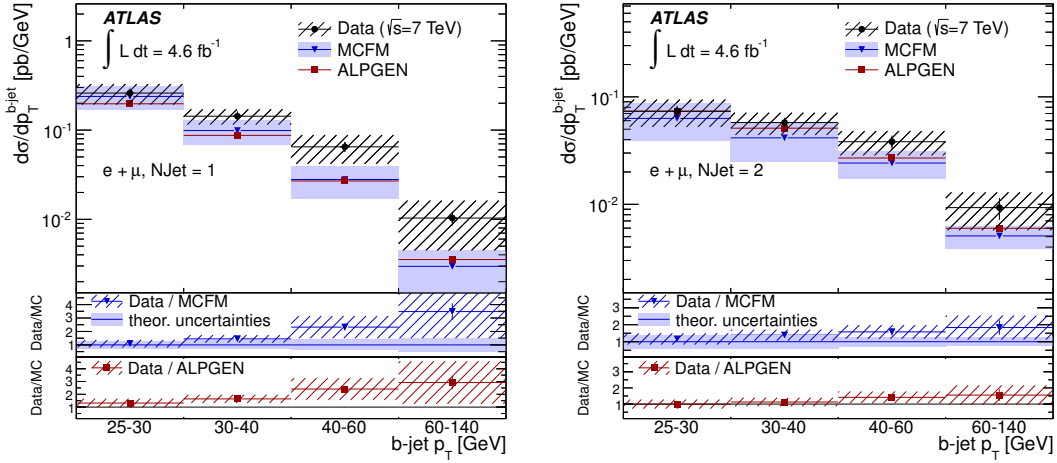 ATLAS
∫ L dt = 4.6 fb⁻¹
Data (√s=7 TeV)
MCFM
ALPGEN
dσ/dp_T^{b-jet} [pb/GeV]
1
10⁻¹
10⁻²
e + μ, NJet = 1
Data/MC
4
3
2
1
Data / MCFM
theor. uncertainties
Data/MC
4
3
2
1
Data / ALPGEN
25-30 30-40 40-60 60-140
b-jet p_T [GeV]
ATLAS
∫ L dt = 4.6 fb⁻¹
Data (√s=7 TeV)
MCFM
ALPGEN
dσ/dp_T^{b-jet} [pb/GeV]
1
10⁻¹
10⁻²
e + μ, NJet = 2
Data/MC
3
2
1
Data / MCFM
theor. uncertainties
Data/MC
3
2
1
Data / ALPGEN
25-30 30-40 40-60 60-140
b-jet p_T [GeV]